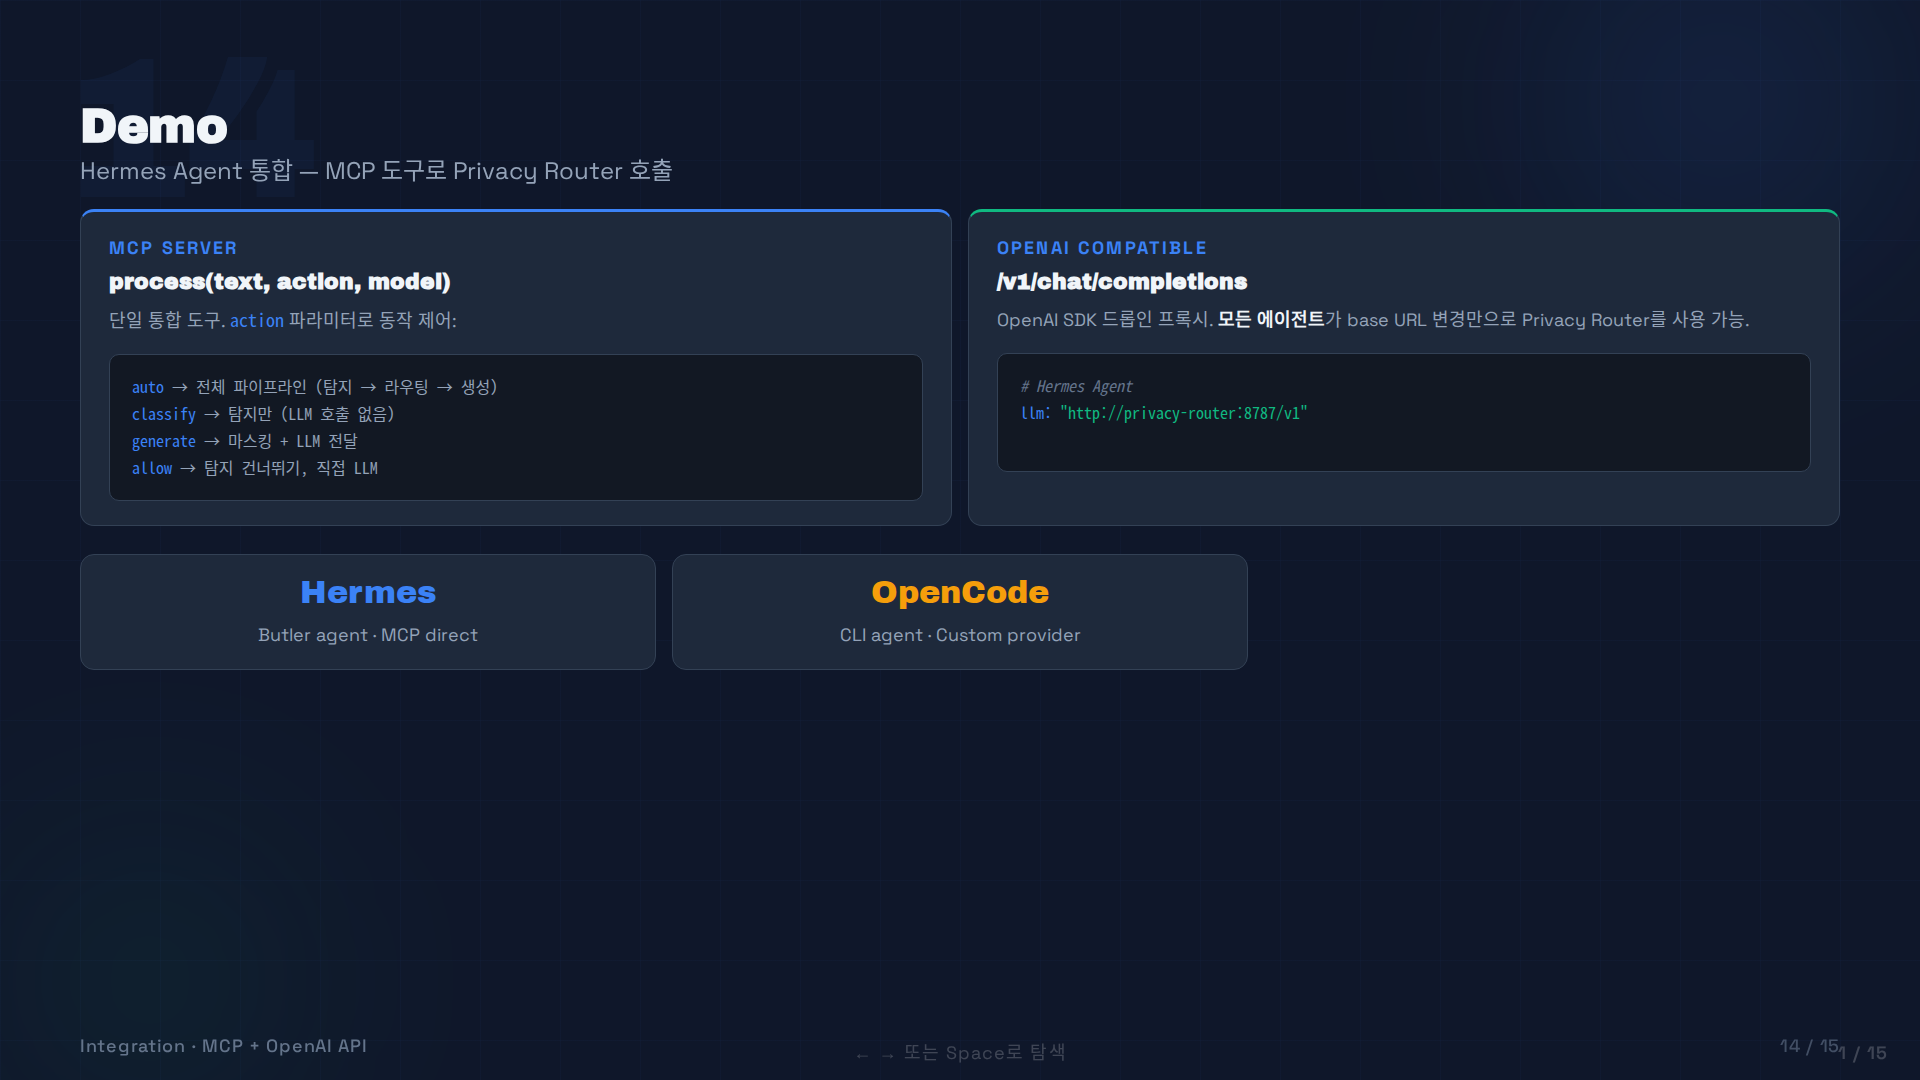 14
Demo
Hermes Agent 통합 — MCP 도구로 Privacy Router 호출
MCP SERVER
process(text, action, model)
단일 통합 도구. action 파라미터로 동작 제어:
auto → 전체 파이프라인 (탐지 → 라우팅 → 생성)
classify → 탐지만 (LLM 호출 없음)
generate → 마스킹 + LLM 전달
allow → 탐지 건너뛰기, 직접 LLM
OPENAI COMPATIBLE
/v1/chat/completions
OpenAI SDK 드롭인 프록시. 모든 에이전트가 base URL 변경만으로 Privacy Router를 사용 가능.
# Hermes Agent
llm: "http://privacy-router:8787/v1"
Hermes
Butler agent · MCP direct
OpenCode
CLI agent · Custom provider
Integration · MCP + OpenAI API
← → 또는 Space로 탐색
14 / 15
1 / 15